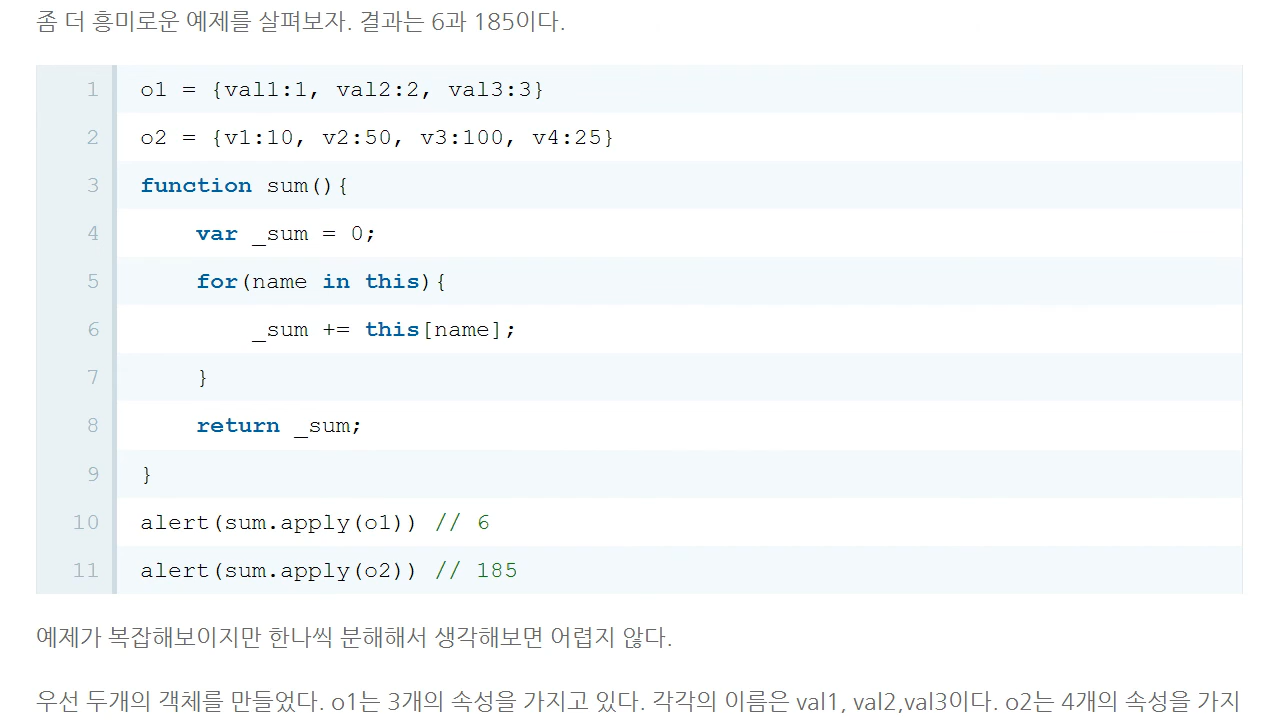 좀 더 흥미로운 예제를 살펴보자. 결과는 6과 185이다.
1 o1 = {val1:1, val2:2, val3:3}
2 o2 = {v1:10, v2:50, v3:100, v4:25}
3 function sum(){
4     var _sum = 0;
5     for(name in this){
6         _sum += this[name];
7     }
8     return _sum;
9 }
10 alert(sum.apply(o1)) // 6
11 alert(sum.apply(o2)) // 185
예제가 복잡해보이지만 한나씩 분해해서 생각해보면 어렵지 않다.
우선 두개의 객체를 만들었다. o1는 3개의 속성을 가지고 있다. 각각의 이름은 val1, val2,val3이다. o2는 4개의 속성을 가지